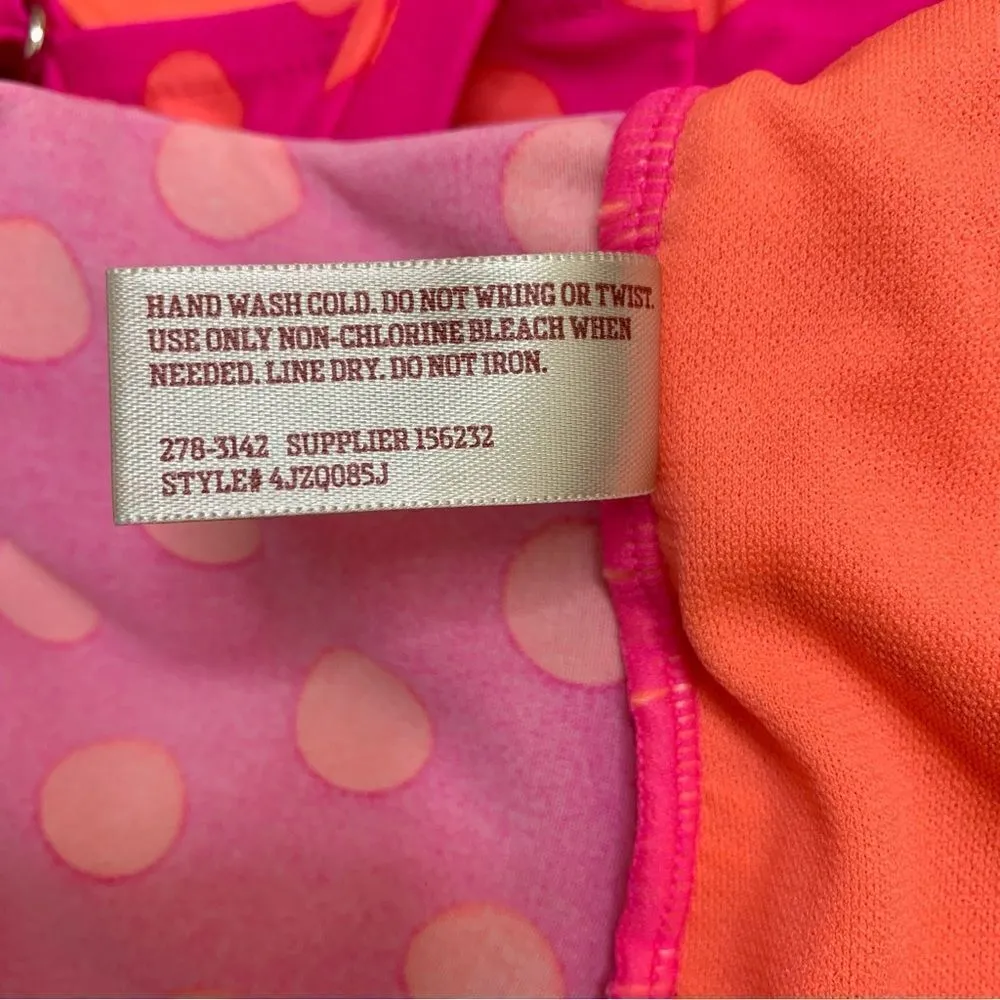 HAND WASH COLD. DO NOT WRING OR TWIST.
USE ONLY NON-CHLORINE BLEACH WHEN
NEEDED. LINE DRY. DO NOT IRON.
278-3142 SUPPLIER 156232
STYLE# 4JZQ085J